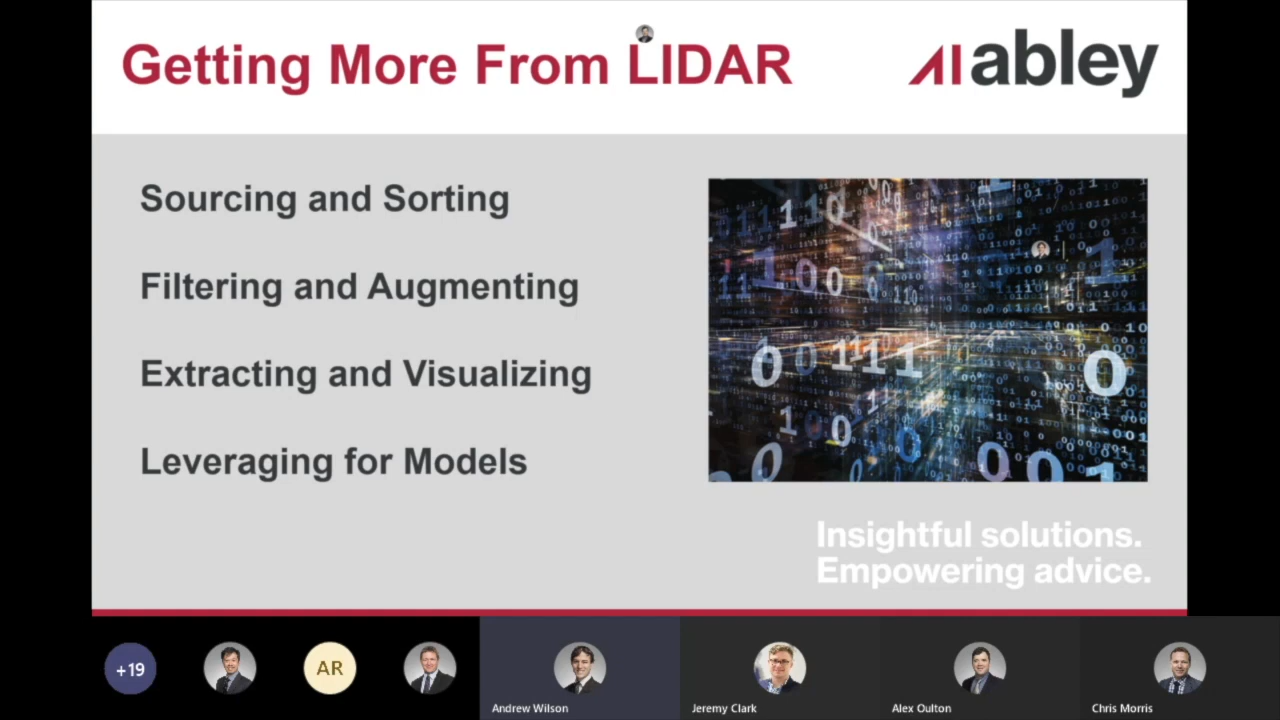 Getting More From LIDAR
abley
Sourcing and Sorting
Filtering and Augmenting
Extracting and Visualizing
Leveraging for Models
Insightful solutions.
Empowering advice.
+19
AR
Andrew Wilson
Jeremy Clark
Alex Oulton
Chris Morris